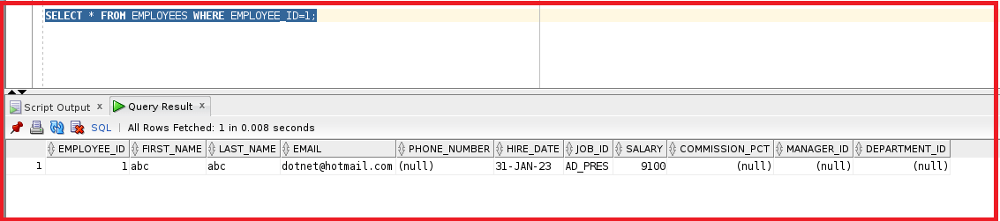 SELECT * FROM EMPLOYEES WHERE EMPLOYEE_ID=1;
Script Output x Query Result x
SQL | All Rows Fetched: 1 in 0.008 seconds
EMPLOYEE_ID FIRST_NAME LAST_NAME EMAIL PHONE_NUMBER HIRE_DATE JOB_ID SALARY COMMISSION_PCT MANAGER_ID DEPARTMENT_ID
1 1 abc abc dotnet@hotmail.com (null) 31-JAN-23 AD_PRES 9100 (null) (null) (null)